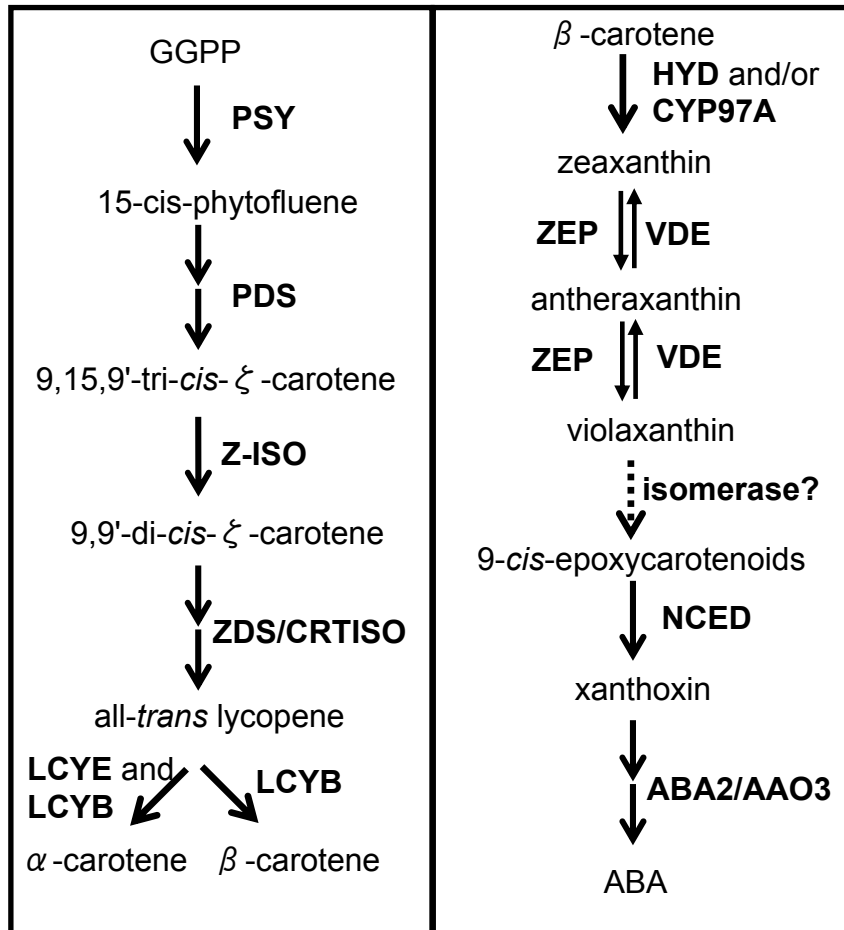 GGPP
PSY
15-cis-phytofluene
PDS
9,15,9'-tri-cis-ζ-carotene
Z-ISO
9,9'-di-cis-ζ-carotene
ZDS/CRTISO
all-trans lycopene
LCYE and
LCYB
LCYB
α-carotene β-carotene
β-carotene
HYD and/or
CYP97A
zeaxanthin
ZEP VDE
antheraxanthin
ZEP VDE
violaxanthin
isomerase?
9-cis-epoxycarotenoids
NCED
xanthoxin
ABA2/AAO3
ABA